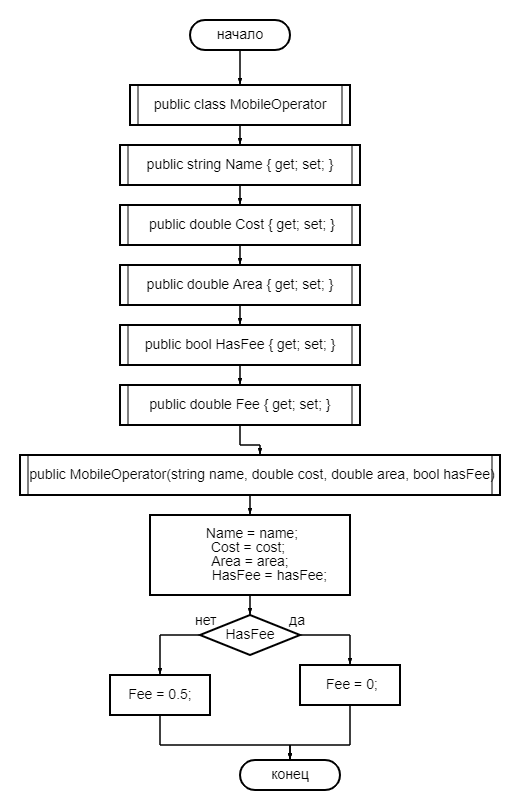 начало
public class MobileOperator
public string Name { get; set; }
public double Cost { get; set; }
public double Area { get; set; }
public bool HasFee { get; set; }
public double Fee { get; set; }
public MobileOperator(string name, double cost, double area, bool hasFee)
Name = name;
Cost = cost;
Area = area;
HasFee = hasFee;
нет
да
HasFee
Fee = 0.5;
Fee = 0;
конец